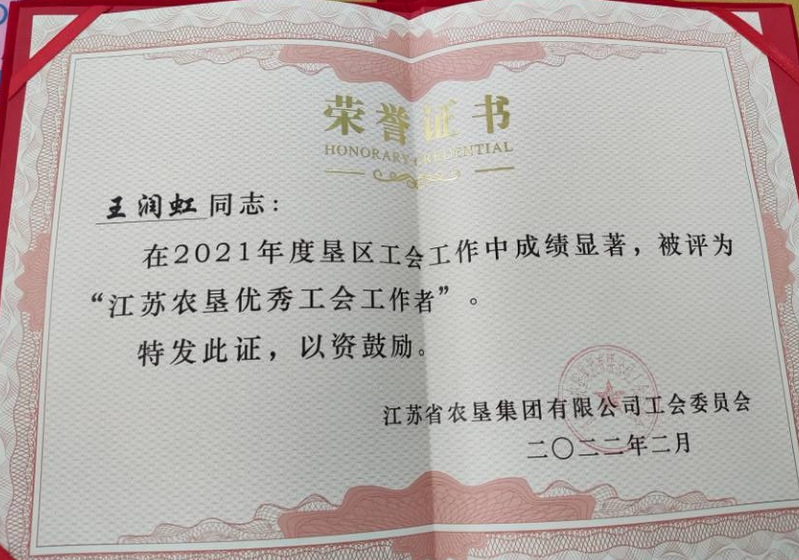 荣誉证书
HONORARY CREDENTIAL
王润虹同志：
在2021年度垦区工会工作中成绩显著，被评为
“江苏农垦优秀工会工作者”。
特发此证，以资鼓励。
江苏省农垦集团有限公司工会委员会
二〇二二年二月